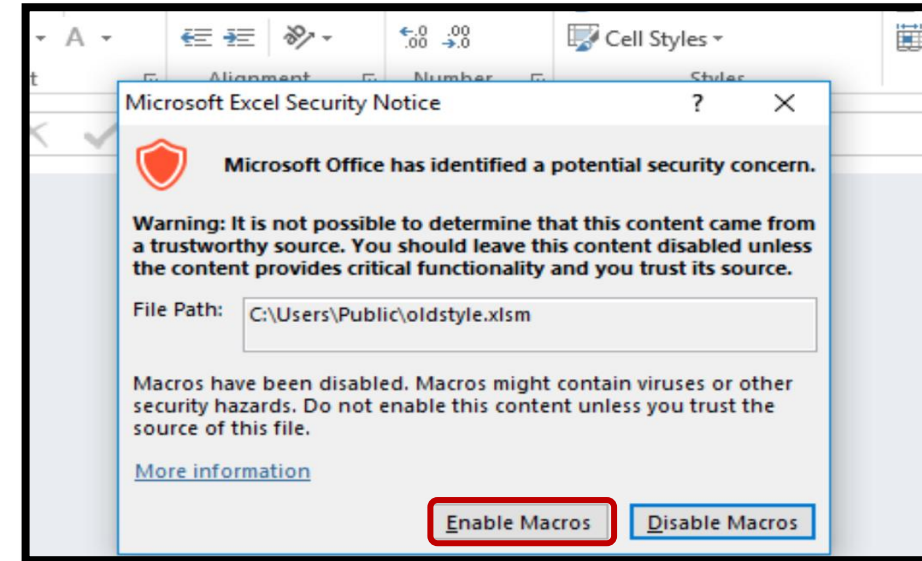 A
.00 .00
Cell Styles
Alignment Number Styles
Microsoft Excel Security Notice ? ×
Microsoft Office has identified a potential security concern.
Warning: It is not possible to determine that this content came from
a trustworthy source. You should leave this content disabled unless
the content provides critical functionality and you trust its source.
File Path: C:\Users\Public\oldstyle.xlsm
Macros have been disabled. Macros might contain viruses or other
security hazards. Do not enable this content unless you trust the
source of this file.
More information
Enable Macros Disable Macros